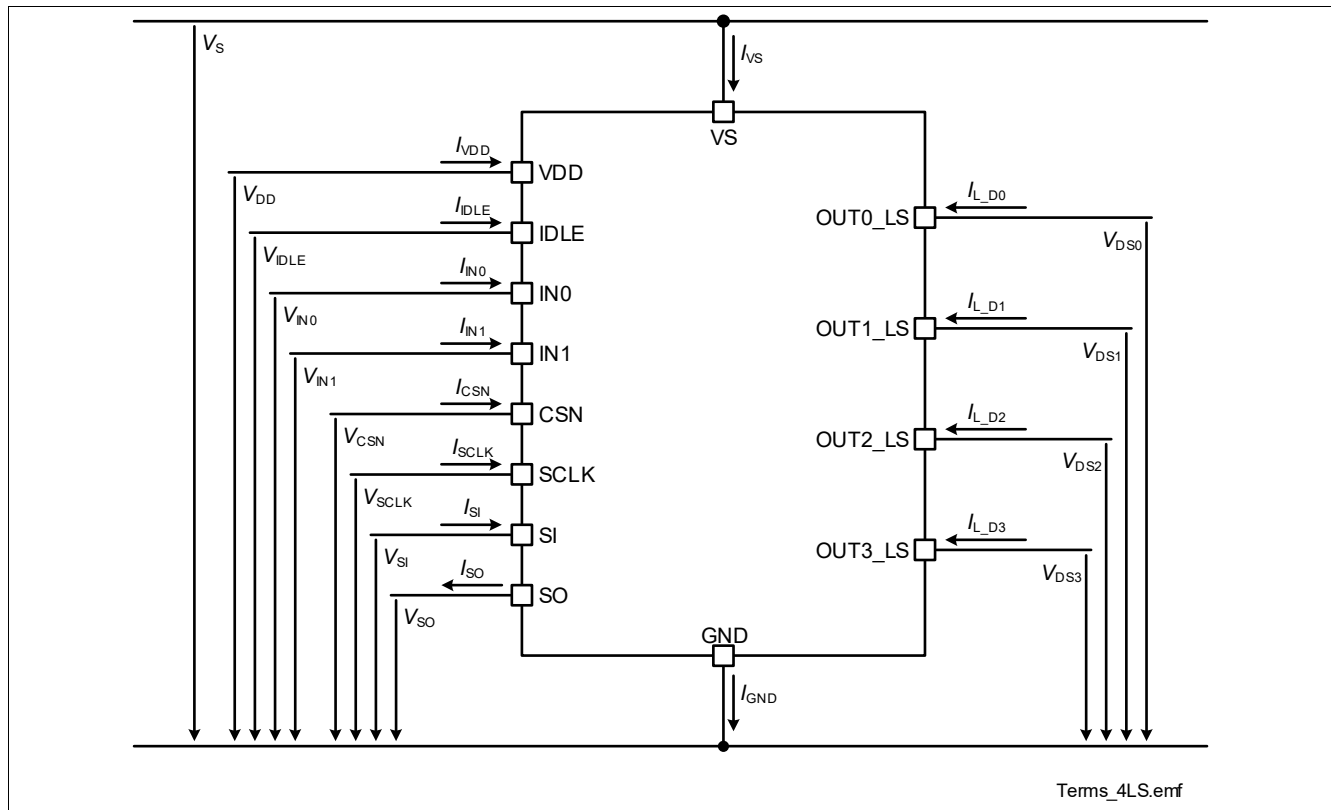 VS
IVS
VS
IVDD
VDD
VDD
IL_D0
OUT0_LS
IIDLE
IDLE
VDS0
VIDLE
IIN0
IN0
IL_D1
VIN0
OUT1_LS
IIN1
IN1
VDS1
VIN1
ICSN
CSN
IL_D2
VCSN
OUT2_LS
ISCLK
SCLK
VDS2
VSCLK
ISI
SI
IL_D3
OUT3_LS
VSI
ISO
VDS3
SO
VSO
GND
IGND
Terms_4LS.emf